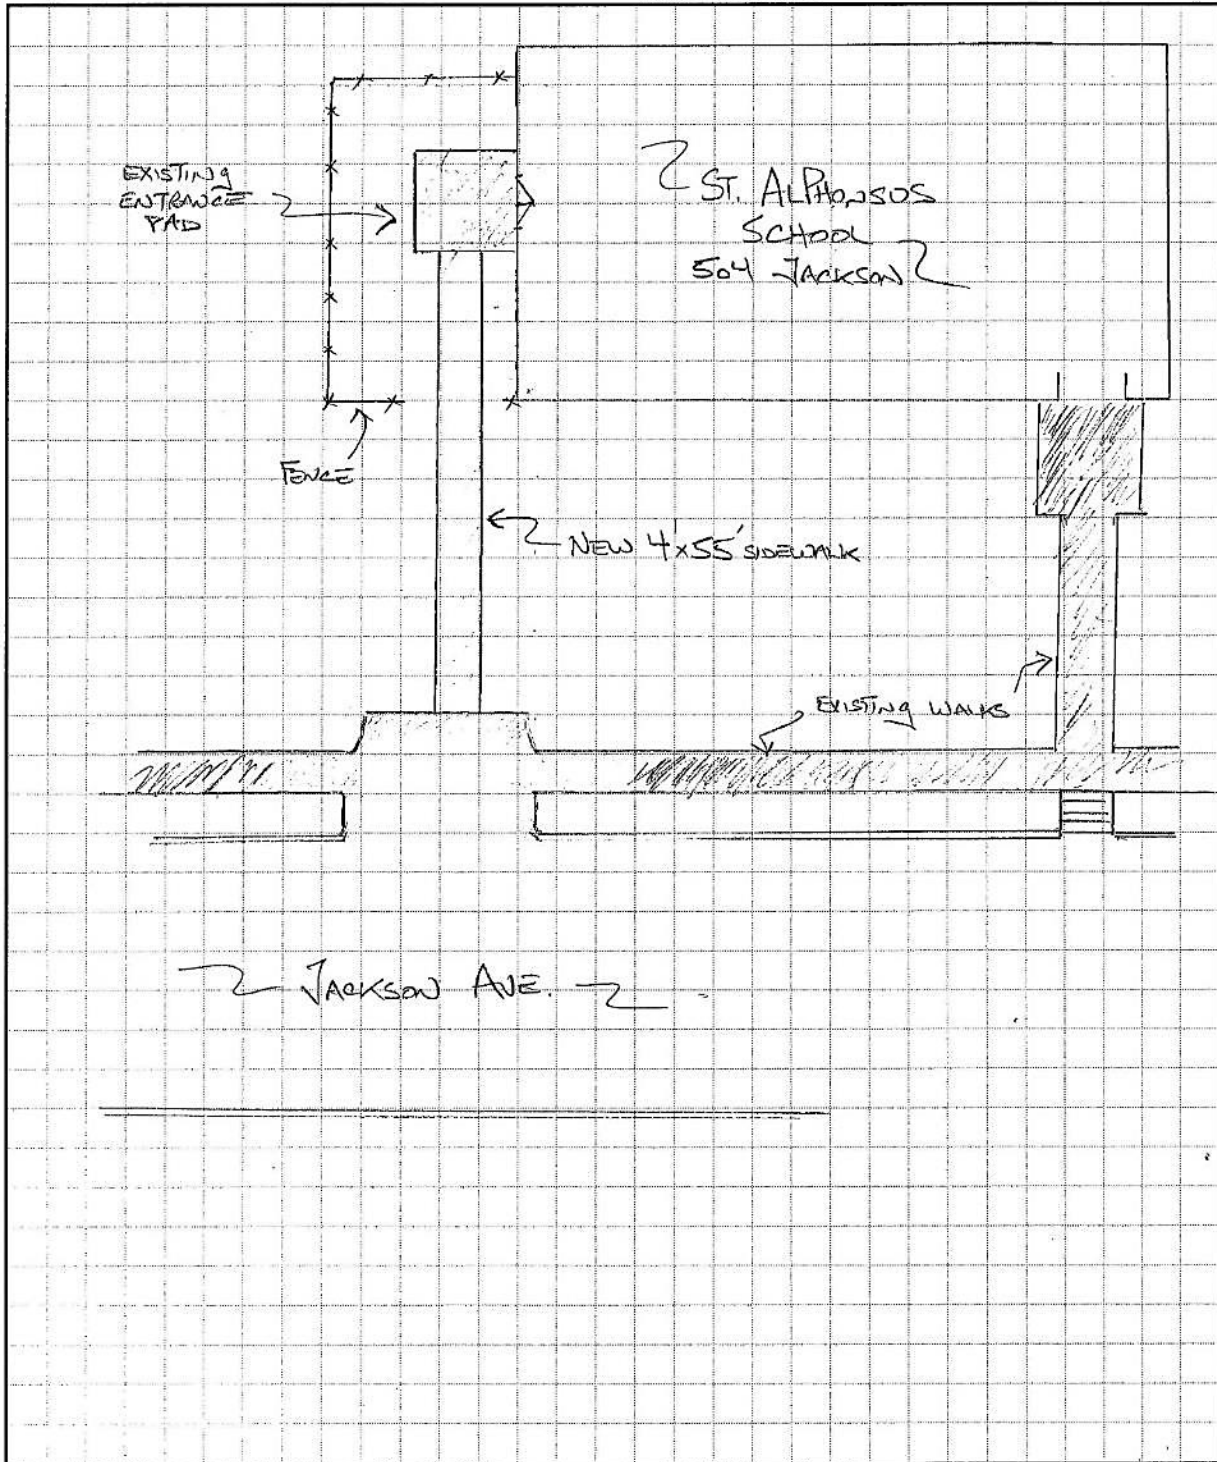 EXISTING
ENTRANCE
PAD
ST. ALPHONSUS
SCHOOL
504 JACKSON
FENCE
NEW 4'x55' SIDEWALK
EXISTING WALKS
JACKSON AVE.